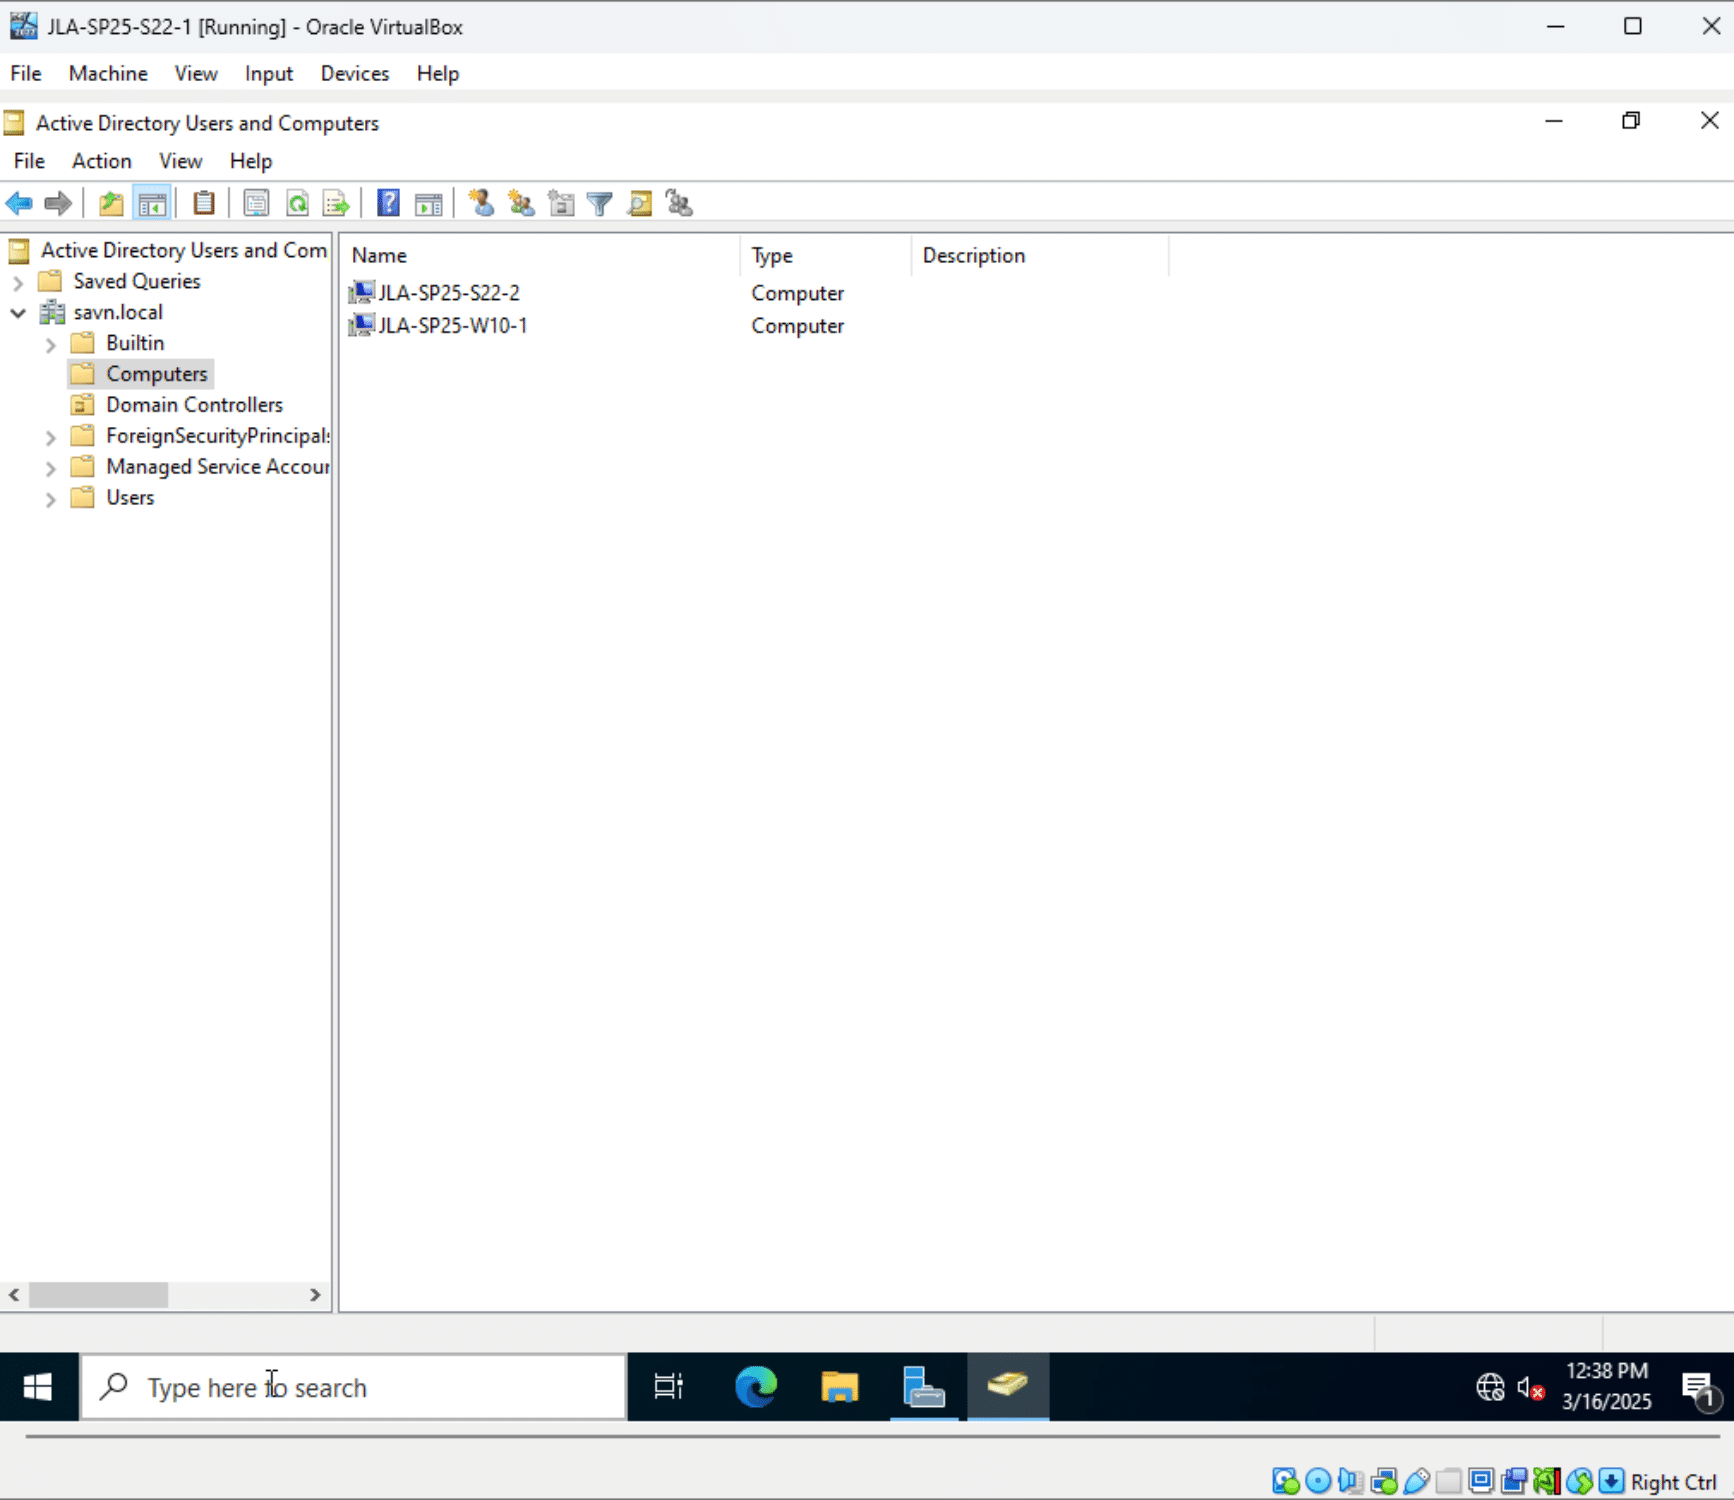 JLA-SP25-S22-1 [Running] - Oracle VirtualBox
File Machine View Input Devices Help
Active Directory Users and Computers
File Action View Help
Active Directory Users and Com
Saved Queries
savn.local
Builtin
Computers
Domain Controllers
ForeignSecurityPrincipals
Managed Service Accour
Users
Name Type Description
JLA-SP25-S22-2 Computer
JLA-SP25-W10-1 Computer
Type here to search
12:38 PM
3/16/2025
1
Right Ctrl